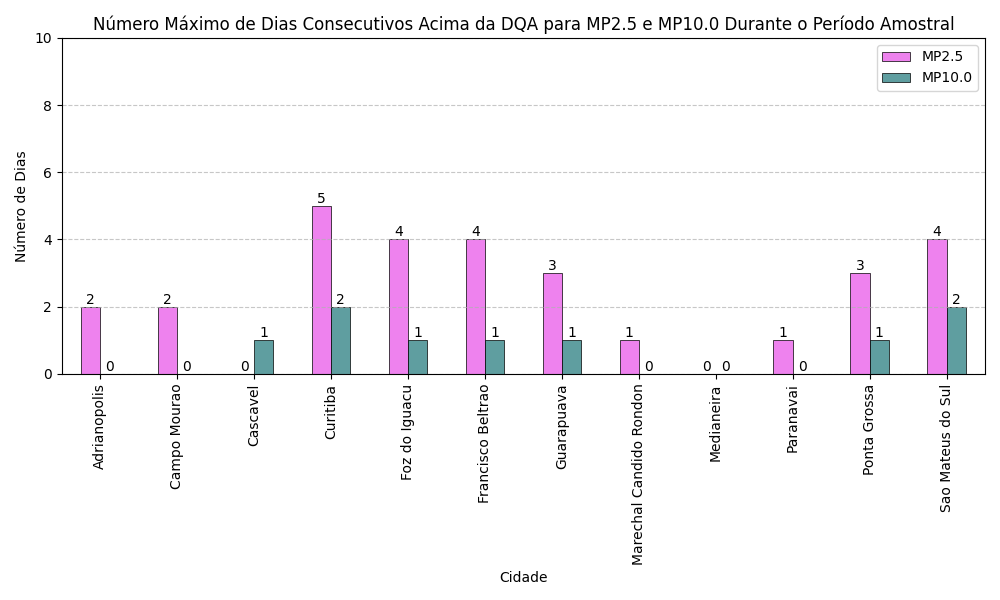 Número Máximo de Dias Consecutivos Acima da DQA para MP2.5 e MP10.0 Durante o Período Amostral
MP2.5
MP10.0
Número de Dias
10
8
6
4
2
0
2 0
2 0
0 1
5 2
4 1
4 1
3 1
1 0
0 0
1 0
3 1
4 2
Adrianopolis
Campo Mourao
Cascavel
Curitiba
Foz do Iguacu
Francisco Beltrao
Guarapuava
Marechal Candido Rondon
Medianeira
Paranavai
Ponta Grossa
Sao Mateus do Sul
Cidade